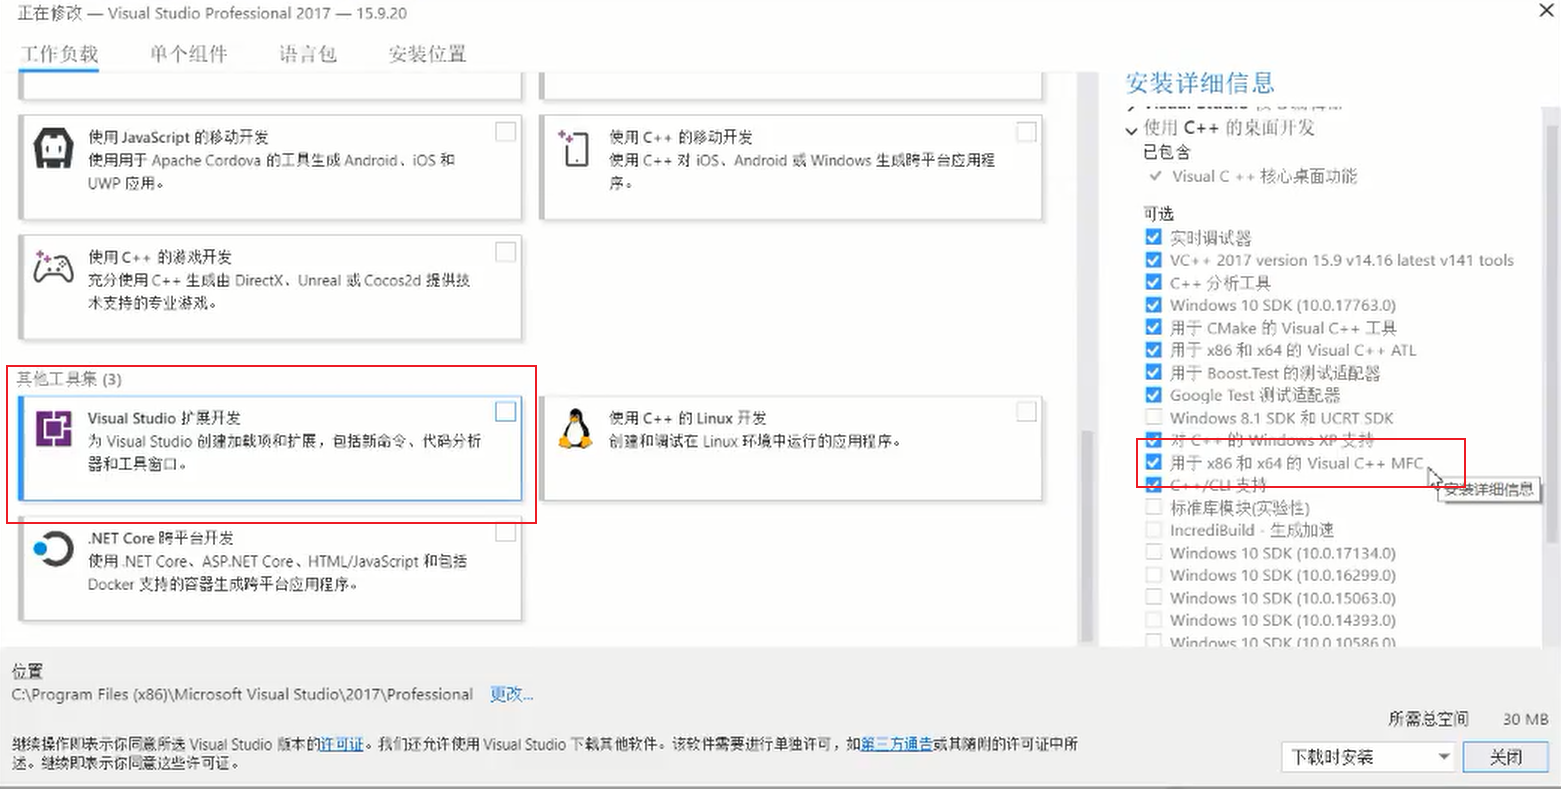 正在修改 — Visual Studio Professional 2017 — 15.9.20
工作负载 单个组件 语言包 安装位置
使用 JavaScript 的移动开发
使用用于 Apache Cordova 的工具生成 Android、iOS 和
UWP 应用。
使用 C++ 的移动开发
使用 C++ 对 iOS、Android 或 Windows 生成跨平台应用程
序。
使用 C++ 的游戏开发
充分使用 C++ 生成由 DirectX、Unreal 或 Cocos2d 提供技
术支持的专业游戏。
其他工具集 (3)
Visual Studio 扩展开发
为 Visual Studio 创建加载项和扩展，包括新命令、代码分析
器和工具窗口。
使用 C++ 的 Linux 开发
创建和调试在 Linux 环境中运行的应用程序。
.NET Core 跨平台开发
使用 .NET Core、ASP.NET Core、HTML/JavaScript 和包括
Docker 支持的容器生成跨平台应用程序。
安装详细信息
Visual Studio 核心编辑器
使用 C++ 的桌面开发
已包含
Visual C ++ 核心桌面功能
可选
实时调试器
VC++ 2017 version 15.9 v14.16 latest v141 tools
C++ 分析工具
Windows 10 SDK (10.0.17763.0)
用于 CMake 的 Visual C++ 工具
用于 x86 和 x64 的 Visual C++ ATL
用于 Boost.Test 的测试适配器
Google Test 测试适配器
Windows 8.1 SDK 和 UCRT SDK
对 C++ 的 Windows XP 支持
用于 x86 和 x64 的 Visual C++ MFC
C++/CLI 支持
安装详细信息
标准库模块(实验性)
IncrediBuild - 生成加速
Windows 10 SDK (10.0.17134.0)
Windows 10 SDK (10.0.16299.0)
Windows 10 SDK (10.0.15063.0)
Windows 10 SDK (10.0.14393.0)
Windows 10 SDK (10.0.10586.0)
位置
C:\Program Files (x86)\Microsoft Visual Studio\2017\Professional 更改...
所需总空间 30 MB
继续操作即表示你同意所选 Visual Studio 版本的许可证。我们还允许使用 Visual Studio 下载其他软件。该软件需要进行单独许可，如第三方通告或其随附的许可证中所
述。继续即表示你同意这些许可证。
下载时安装 关闭